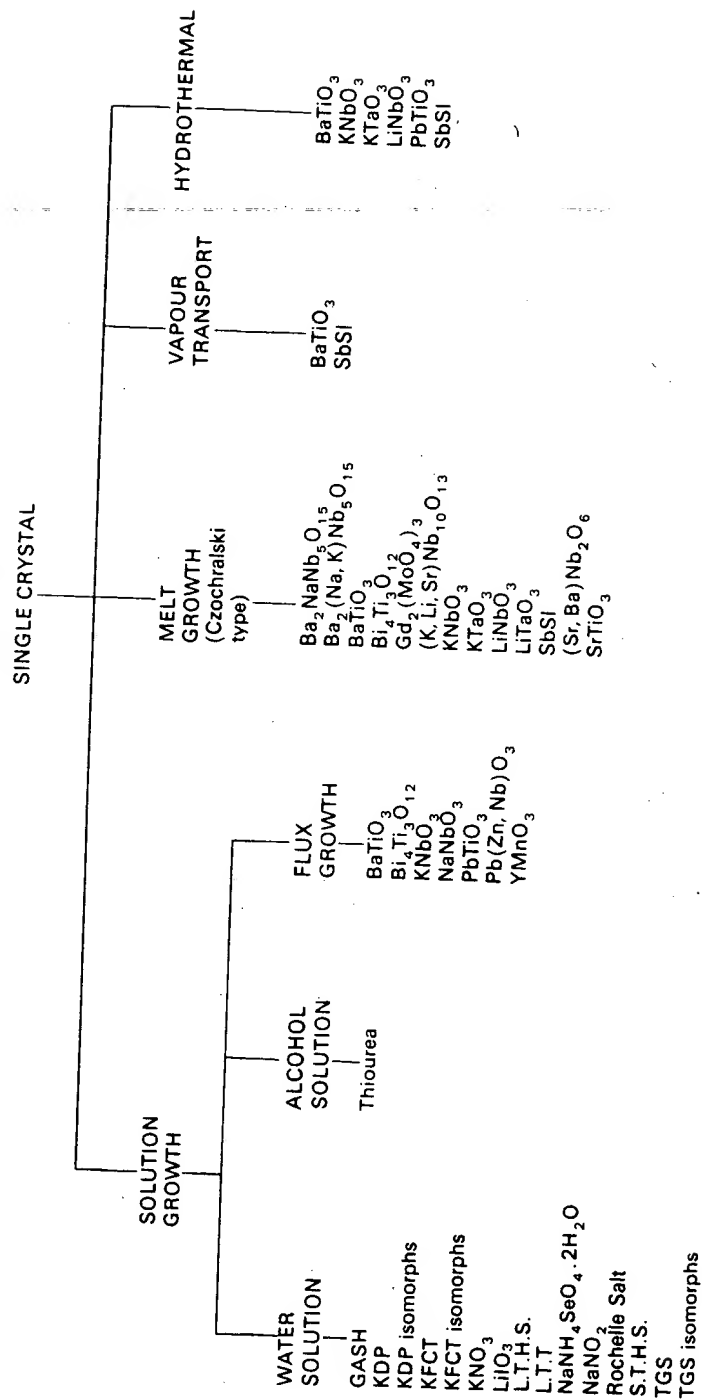 SINGLE CRYSTAL
SOLUTION
GROWTH
WATER
SOLUTION
GASH
KDP
KDP isomorphs
KFCT
KFCT isomorphs
KNO₃
LiIO₃
L.T.H.S.
L.T.T
NaNH₄SeO₄·2H₂O
NaNO₂
Rochelle Salt
S.T.H.S.
TGS
TGS isomorphs
ALCOHOL
SOLUTION
Thiourea
FLUX
GROWTH
BaTiO₃
Bi₄Ti₃O₁₂
KNbO₃
NaNbO₃
PbTiO₃
Pb(Zn, Nb)O₃
YMnO₃
MELT
GROWTH
(Czochralski
type)
Ba₂NaNb₅O₁₅
Ba₂(Na, K)Nb₅O₁₅
BaTiO₃
Bi₄Ti₃O₁₂
Gd₂(MoO₄)₃
(K, Li, Sr)Nb₁₀O₁₃
KNbO₃
KTaO₃
LiNbO₃
LiTaO₃
SbSI
(Sr, Ba)Nb₂O₆
SrTiO₃
VAPOUR
TRANSPORT
BaTiO₃
SbSI
HYDROTHERMAL
BaTiO₃
KNbO₃
KTaO₃
LiNbO₃
PbTiO₃
SbSI